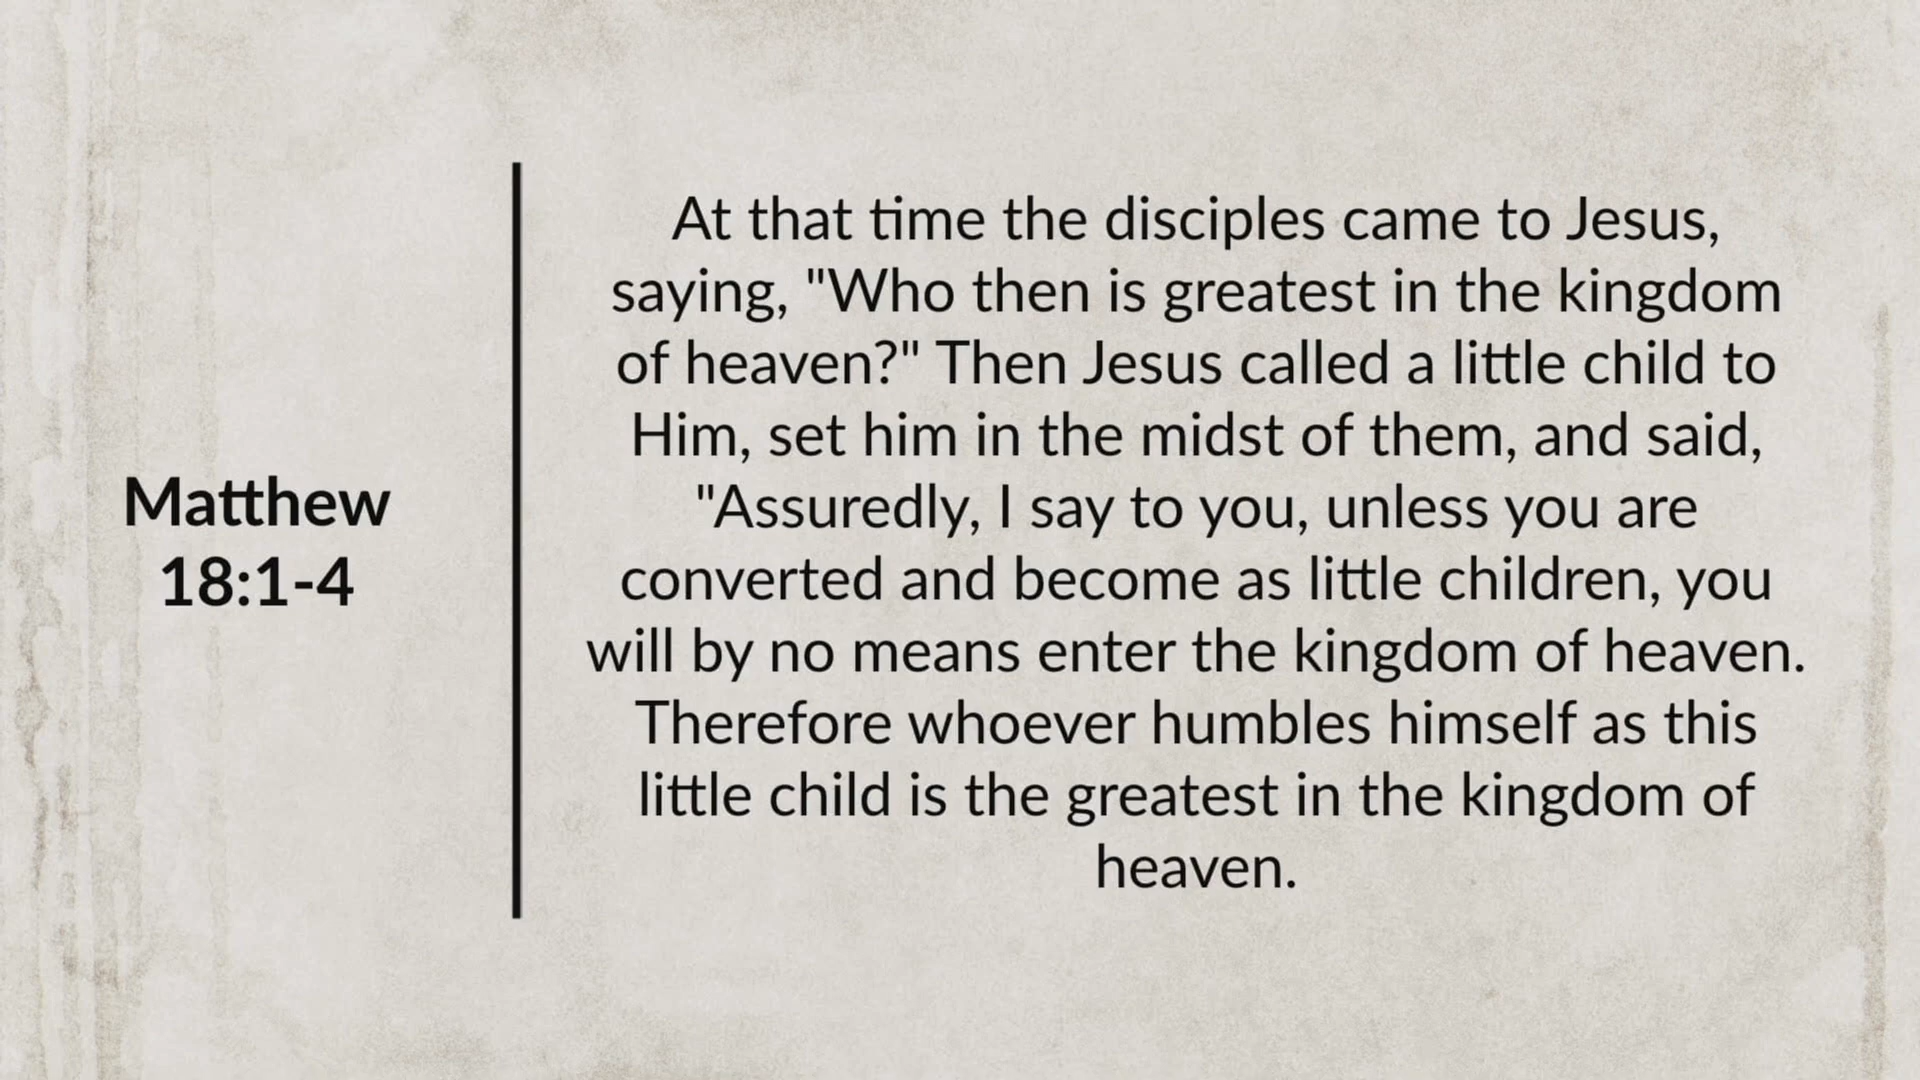 Matthew
18:1-4
At that time the disciples came to Jesus,
saying, "Who then is greatest in the kingdom
of heaven?" Then Jesus called a little child to
Him, set him in the midst of them, and said,
"Assuredly, I say to you, unless you are
converted and become as little children, you
will by no means enter the kingdom of heaven.
Therefore whoever humbles himself as this
little child is the greatest in the kingdom of
heaven.